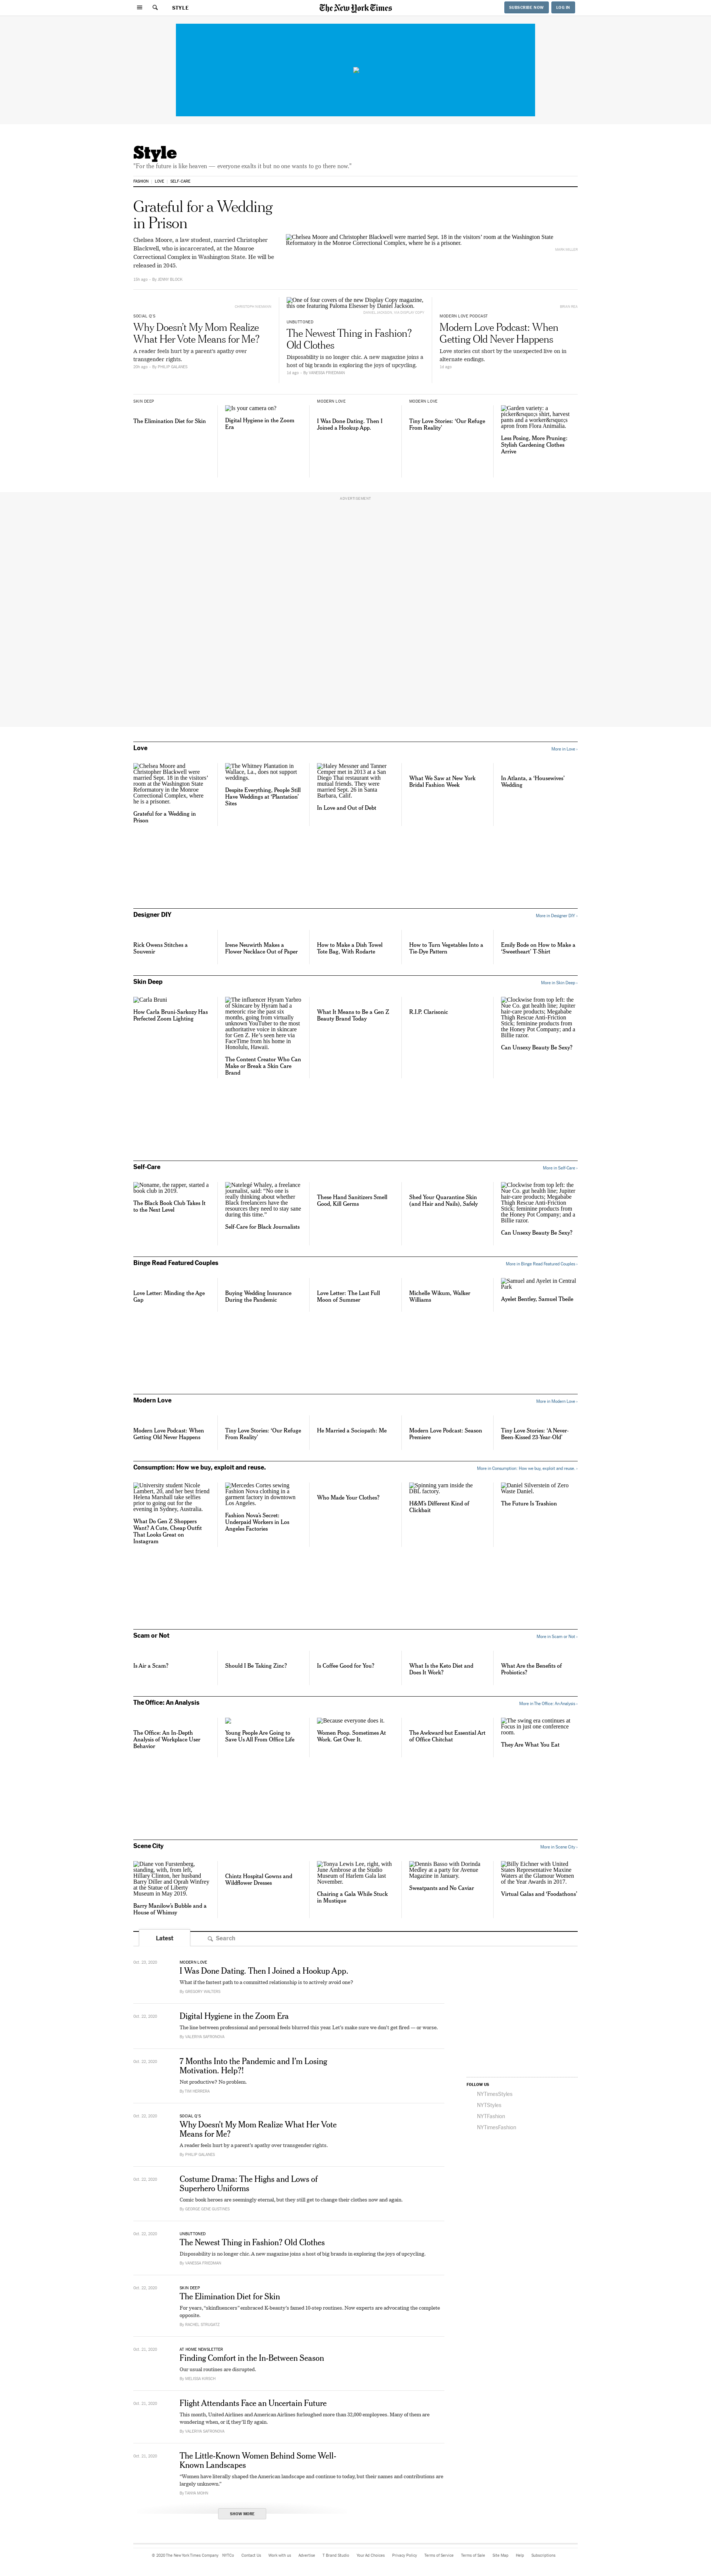 STYLE
The New York Times
SUBSCRIBE NOW
LOG IN
Style
"For the future is like heaven — everyone exalts it but no one wants to go there now."
FASHION
LOVE
SELF-CARE
Grateful for a Wedding
in Prison
Chelsea Moore, a law student, married Christopher
Blackwell, who is incarcerated, at the Monroe
Correctional Complex in Washington State. He will be
released in 2045.
By JENNY BLOCK
Chelsea Moore and Christopher Blackwell were married Sept. 18 in the visitors' room at the Washington State
Reformatory in the Monroe Correctional Complex, where he is a prisoner.
SOCIAL Q'S
Why Doesn't My Mom Realize
What Her Vote Means for Me?
A reader feels hurt by a parent's apathy over
transgender rights.
20h ago - By PHILIP GALANES
One of four covers of the new Display Copy magazine,
this one featuring Paloma Elsesser by Daniel Jackson.
UNBUTTONED
The Newest Thing in Fashion?
Old Clothes
Disposability is no longer chic. A new magazine joins a
host of big brands in exploring the joys of upcycling.
1d ago - By VANESSA FRIEDMAN
MODERN LOVE PODCAST
Modern Love Podcast: When
Getting Old Never Happens
Love stories cut short by the unexpected live on in
alternate endings.
1d ago
SKIN DEEP
The Elimination Diet for Skin
Is your camera on?
Digital Hygiene in the Zoom
Era
MODERN LOVE
I Was Done Dating. Then I
Joined a Hookup App.
MODERN LOVE
Tiny Love Stories: 'Our Refuge
From Reality'
Garden variety: a
picker&rsquo;s shirt, harvest
pants and a worker&rsquo;s
apron from Flora Animalia.
Less Posing, More Pruning:
Stylish Gardening Clothes
Arrive
ADVERTISEMENT
Love
More in Love ›
Chelsea Moore and
Christopher Blackwell were
married Sept. 18 in the visitors'
room at the Washington State
Reformatory in the Monroe
Correctional Complex, where
he is a prisoner.
Grateful for a Wedding in
Prison
The Whitney Plantation in
Wallace, La., does not support
weddings.
Despite Everything, People Still
Have Weddings at 'Plantation'
Sites
Haley Messner and Tanner
Cemper met in 2013 at a San
Diego Thai restaurant with
mutual friends. They were
married Sept. 26 in Santa
Barbara, Calif.
In Love and Out of Debt
What We Saw at New York
Bridal Fashion Week
In Atlanta, a 'Housewives'
Wedding
Designer DIY
More in Designer DIY ›
Rick Owens Stitches a
Souvenir
Irene Neuwirth Makes a
Flower Necklace Out of Paper
How to Make a Dish Towel
Tote Bag, With Rodarte
How to Turn Vegetables Into a
Tie-Dye Pattern
Emily Bode on How to Make a
'Sweetheart' T-Shirt
Skin Deep
More in Skin Deep ›
Carla Bruni
How Carla Bruni-Sarkozy Has
Perfected Zoom Lighting
The influencer Hyram Yarbro
of Skincare by Hyram had a
meteoric rise the past six
months, going from virtually
unknown YouTuber to the most
authoritative voice in skincare
for Gen Z. He's seen here via
FaceTime from his home in
Honolulu, Hawaii.
The Content Creator Who Can
Make or Break a Skin Care
Brand
What It Means to Be a Gen Z
Beauty Brand Today
R.I.P. Clarisonic
Clockwise from top left: the
Nue Co. gut health line; Jupiter
hair-care products; Megababe
Thigh Rescue Anti-Friction
Stick; feminine products from
the Honey Pot Company; and a
Billie razor.
Can Unsexy Beauty Be Sexy?
Self-Care
More in Self-Care ›
Noname, the rapper, started a
book club in 2019.
The Black Book Club Takes It
to the Next Level
Natelegé Whaley, a freelance
journalist, said: "No one is
really thinking about whether
Black freelancers have the
resources they need to stay sane
during this time."
Self-Care for Black Journalists
These Hand Sanitizers Smell
Good, Kill Germs
Shed Your Quarantine Skin
(and Hair and Nails), Safely
Clockwise from top left: the
Nue Co. gut health line; Jupiter
hair-care products; Megababe
Thigh Rescue Anti-Friction
Stick; feminine products from
the Honey Pot Company; and a
Billie razor.
Can Unsexy Beauty Be Sexy?
Binge Read Featured Couples
More in Binge Read Featured Couples ›
Love Letter: Minding the Age
Gap
Buying Wedding Insurance
During the Pandemic
Love Letter: The Last Full
Moon of Summer
Michelle Wikum, Walker
Williams
Samuel and Ayelet in Central
Park
Ayelet Bentley, Samuel Tbeile
Modern Love
More in Modern Love ›
Modern Love Podcast: When
Getting Old Never Happens
Tiny Love Stories: 'Our Refuge
From Reality'
He Married a Sociopath: Me
Modern Love Podcast: Season
Premiere
Tiny Love Stories: 'A Never-
Been-Kissed 23-Year-Old'
Consumption: How we buy, exploit and reuse.
More in Consumption: How we buy, exploit and reuse. ›
University student Nicole
Lambert, 20, and her best friend
Helena Marshall take selfies
prior to going out for the
evening in Sydney, Australia.
What Do Gen Z Shoppers
Want? A Cute, Cheap Outfit
That Looks Great on
Instagram
Mercedes Cortes sewing
Fashion Nova clothing in a
garment factory in downtown
Los Angeles.
Fashion Nova's Secret:
Underpaid Workers in Los
Angeles Factories
Who Made Your Clothes?
Spinning yarn inside the
DBL factory.
H&M's Different Kind of
Clickbait
Daniel Silverstein of Zero
Waste Daniel.
The Future Is Trashion
Scam or Not
More in Scam or Not ›
Is Air a Scam?
Should I Be Taking Zinc?
Is Coffee Good for You?
What Is the Keto Diet and
Does It Work?
What Are the Benefits of
Probiotics?
The Office: An Analysis
More in The Office: An Analysis ›
The Office: An In-Depth
Analysis of Workplace User
Behavior
Young People Are Going to
Save Us All From Office Life
Because everyone does it.
Women Poop. Sometimes At
Work. Get Over It.
The Awkward but Essential Art
of Office Chitchat
The swing era continues at
Focus in just one conference
room.
They Are What You Eat
Scene City
More in Scene City ›
Diane von Furstenberg,
standing, with, from left,
Hillary Clinton, her husband
Barry Diller and Oprah Winfrey
at the Statue of Liberty
Museum in May 2019.
Barry Manilow's Bubble and a
House of Whimsy
Chintz Hospital Gowns and
Wildflower Dresses
Tonya Lewis Lee, right, with
June Ambrose at the Studio
Museum of Harlem Gala last
November.
Chairing a Gala While Stuck
in Mustique
Dennis Basso with Dorinda
Medley at a party for Avenue
Magazine in January.
Sweatpants and No Caviar
Billy Eichner with United
States Representative Maxine
Waters at the Glamour Women
of the Year Awards in 2017.
Virtual Galas and 'Foodathons'
Latest
Search
Oct. 23, 2020
MODERN LOVE
I Was Done Dating. Then I Joined a Hookup App.
What if the fastest path to a committed relationship is to actively avoid one?
By GREGORY WALTERS
Oct. 22, 2020
Digital Hygiene in the Zoom Era
The line between professional and personal feels blurred this year. Let's make sure we don't get fired — or worse.
By VALERIYA SAFRONOVA
Oct. 22, 2020
7 Months Into the Pandemic and I'm Losing
Motivation. Help?!
Not productive? No problem.
By TIM HERRERA
Oct. 22, 2020
SOCIAL Q'S
Why Doesn't My Mom Realize What Her Vote
Means for Me?
A reader feels hurt by a parent's apathy over transgender rights.
By PHILIP GALANES
Oct. 22, 2020
Costume Drama: The Highs and Lows of
Superhero Uniforms
Comic book heroes are seemingly eternal, but they still get to change their clothes now and again.
By GEORGE GENE GUSTINES
Oct. 22, 2020
UNBUTTONED
The Newest Thing in Fashion? Old Clothes
Disposability is no longer chic. A new magazine joins a host of big brands in exploring the joys of upcycling.
By VANESSA FRIEDMAN
Oct. 22, 2020
SKIN DEEP
The Elimination Diet for Skin
For years, "skinfluencers" embraced K-beauty's famed 10-step routines. Now experts are advocating the complete
opposite.
By RACHEL STRUGATZ
Oct. 21, 2020
AT HOME NEWSLETTER
Finding Comfort in the In-Between Season
Our usual routines are disrupted.
By MELISSA KIRSCH
Oct. 21, 2020
Flight Attendants Face an Uncertain Future
This month, United Airlines and American Airlines furloughed more than 32,000 employees. Many of them are
wondering when, or if, they'll fly again.
By VALERIYA SAFRONOVA
Oct. 21, 2020
The Little-Known Women Behind Some Well-
Known Landscapes
"Women have literally shaped the American landscape and continue to today, but their names and contributions are
largely unknown."
By TANYA MOHN
SHOW MORE
FOLLOW US
NYTimesStyles
NYTStyles
NYTFashion
NYTimesFashion
© 2020 The New York Times Company
NYTCo
Contact Us
Work with us
Advertise
T Brand Studio
Your Ad Choices
Privacy Policy
Terms of Service
Terms of Sale
Site Map
Help
Subscriptions